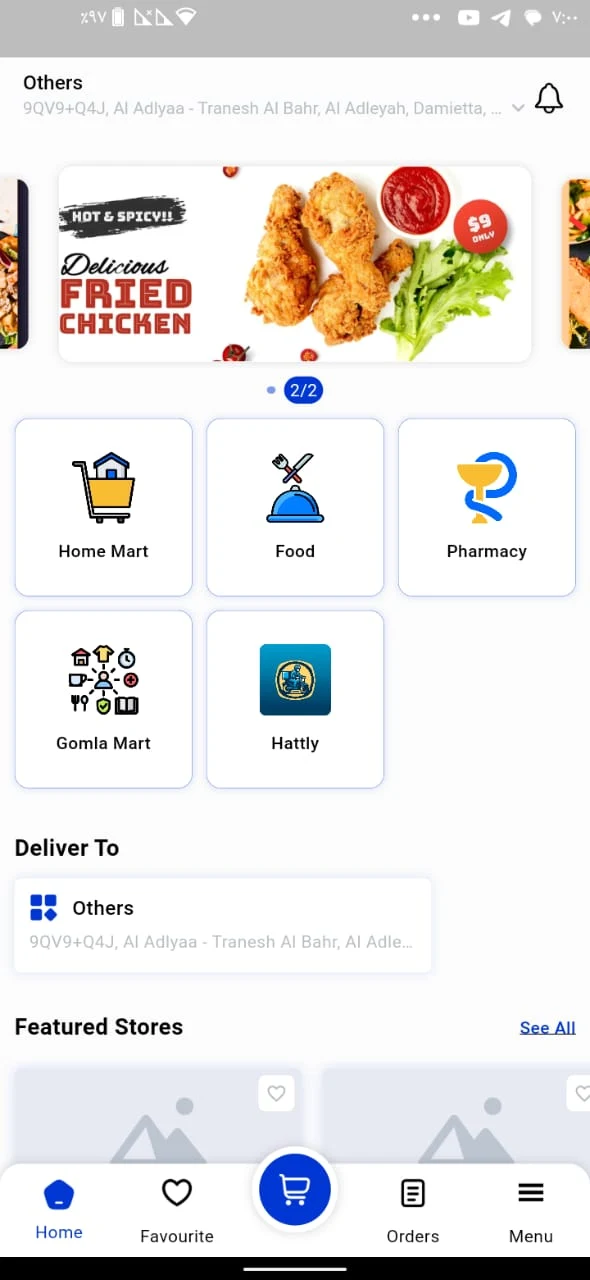 ٪٩٧
٧:٠٠
Others
9QV9+Q4J, Al Adlyaa - Tranesh Al Bahr, Al Adleyah, Damietta, ...
HOT & SPICY!!
Delicious
FRIED
CHICKEN
$9
ONLY
2/2
Home Mart
Food
Pharmacy
Gomla Mart
Hattly
Deliver To
Others
9QV9+Q4J, Al Adlyaa - Tranesh Al Bahr, Al Adle...
Featured Stores
See All
Home
Favourite
Orders
Menu